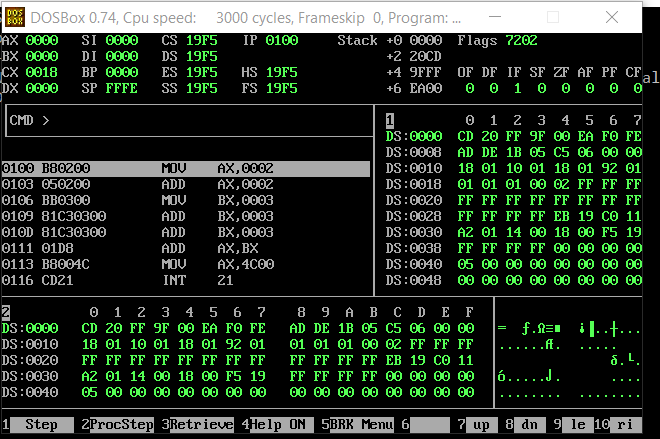 DOS BOX DOSBox 0.74, Cpu speed: 3000 cycles, Frameskip 0, Program: ...
AX 0000 SI 0000 CS 19F5 IP 0100 Stack +0 0000 Flags 7202
BX 0000 DI 0000 DS 19F5 +2 20CD
CX 0018 BP 0000 ES 19F5 HS 19F5 +4 9FFF OF DF IF SF ZF AF PF CF
DX 0000 SP FFFE SS 19F5 FS 19F5 +6 EA00 0 0 1 0 0 0 0 0
al
CMD >
1 0 1 2 3 4 5 6 7
DS:0000 CD 20 FF 9F 00 EA F0 FE
DS:0008 AD DE 1B 05 C5 06 00 00
0100 B80200 MOV AX,0002 DS:0010 18 01 10 01 18 01 92 01
0103 050200 ADD AX,0002 DS:0018 01 01 01 00 02 FF FF FF
0106 BB0300 MOV BX,0003 DS:0020 FF FF FF FF FF FF FF FF
0109 81C30300 ADD BX,0003 DS:0028 FF FF FF FF EB 19 C0 11
010D 81C30300 ADD BX,0003 DS:0030 A2 01 14 00 18 00 F5 19
0111 01D8 ADD AX,BX DS:0038 FF FF FF FF 00 00 00 00
0113 B8004C MOV AX,4C00 DS:0040 05 00 00 00 00 00 00 00
0116 CD21 INT 21 DS:0048 00 00 00 00 00 00 00 00
2 0 1 2 3 4 5 6 7 8 9 A B C D E F
DS:0000 CD 20 FF 9F 00 EA F0 FE AD DE 1B 05 C5 06 00 00 = ƒ.Ω≡■ ¡▐..┼...
DS:0010 18 01 10 01 18 01 92 01 01 01 01 00 02 FF FF FF ......Æ. .....
DS:0020 FF FF FF FF FF FF FF FF FF FF FF FF EB 19 C0 11 δ.└.
DS:0030 A2 01 14 00 18 00 F5 19 FF FF FF FF 00 00 00 00 ó.....⌡. ....
DS:0040 05 00 00 00 00 00 00 00 00 00 00 00 00 00 00 00 ................
1 Step 2ProcStep 3Retrieve 4Help ON 5BRK Menu 6 7 up 8 dn 9 le 10 ri